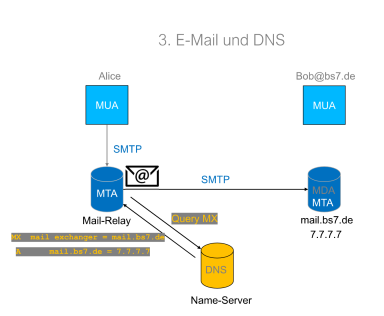 3. E-Mail und DNS
Alice
Bob@bs7.de
MUA
MUA
SMTP
SMTP
@
MTA
MDA
MTA
Mail-Relay
Query MX
mail.bs7.de
7.7.7.7
MX mail exchanger = mail.bs7.de
A mail.bs7.de = 7.7.7.7
DNS
Name-Server